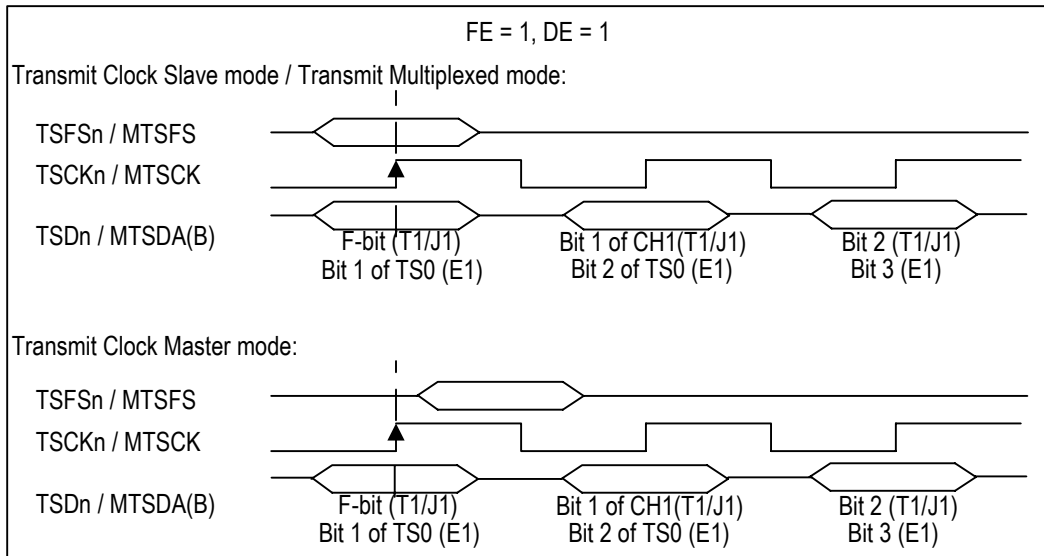 FE = 1, DE = 1
Transmit Clock Slave mode / Transmit Multiplexed mode:
TSFSn / MTSFS
TSCKn / MTSCK
TSDn / MTSDA(B)
F-bit (T1/J1)
Bit 1 of TS0 (E1)
Bit 1 of CH1(T1/J1)
Bit 2 of TS0 (E1)
Bit 2 (T1/J1)
Bit 3 (E1)
Transmit Clock Master mode:
TSFSn / MTSFS
TSCKn / MTSCK
TSDn / MTSDA(B)
F-bit (T1/J1)
Bit 1 of TS0 (E1)
Bit 1 of CH1(T1/J1)
Bit 2 of TS0 (E1)
Bit 2 (T1/J1)
Bit 3 (E1)